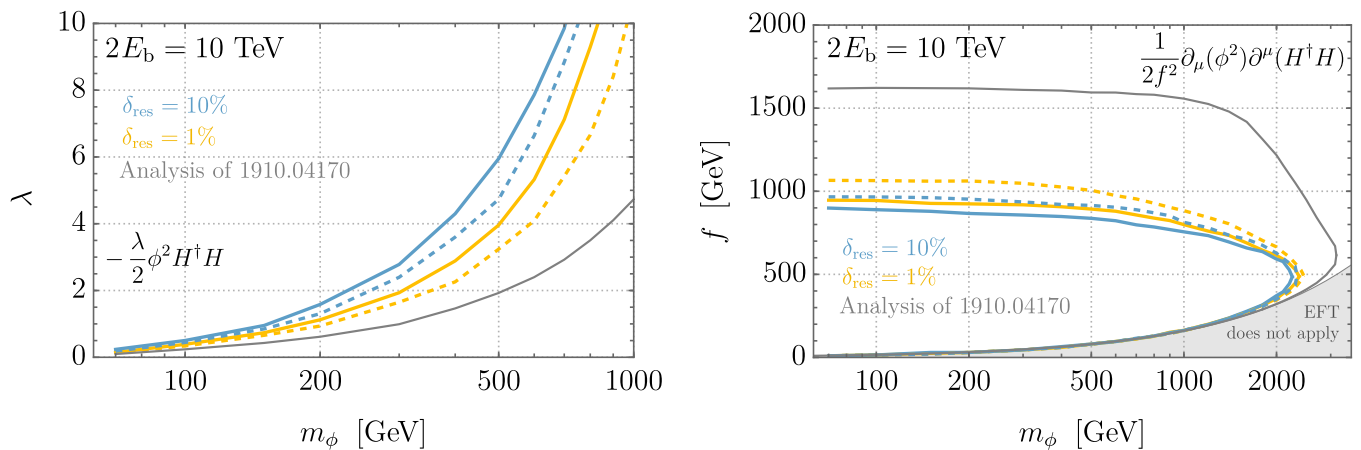 10
8
6
4
2
0
λ
2E_b = 10 TeV
δ_res = 10%
δ_res = 1%
Analysis of 1910.04170
− λ/2 ϕ²H†H
100 200 500 1000
m_ϕ [GeV]
2000
1500
1000
500
0
f [GeV]
2E_b = 10 TeV
1/2f² ∂_μ(ϕ²)∂^μ(H†H)
δ_res = 10%
δ_res = 1%
Analysis of 1910.04170
EFT
does not apply
100 200 500 1000 2000
m_ϕ [GeV]